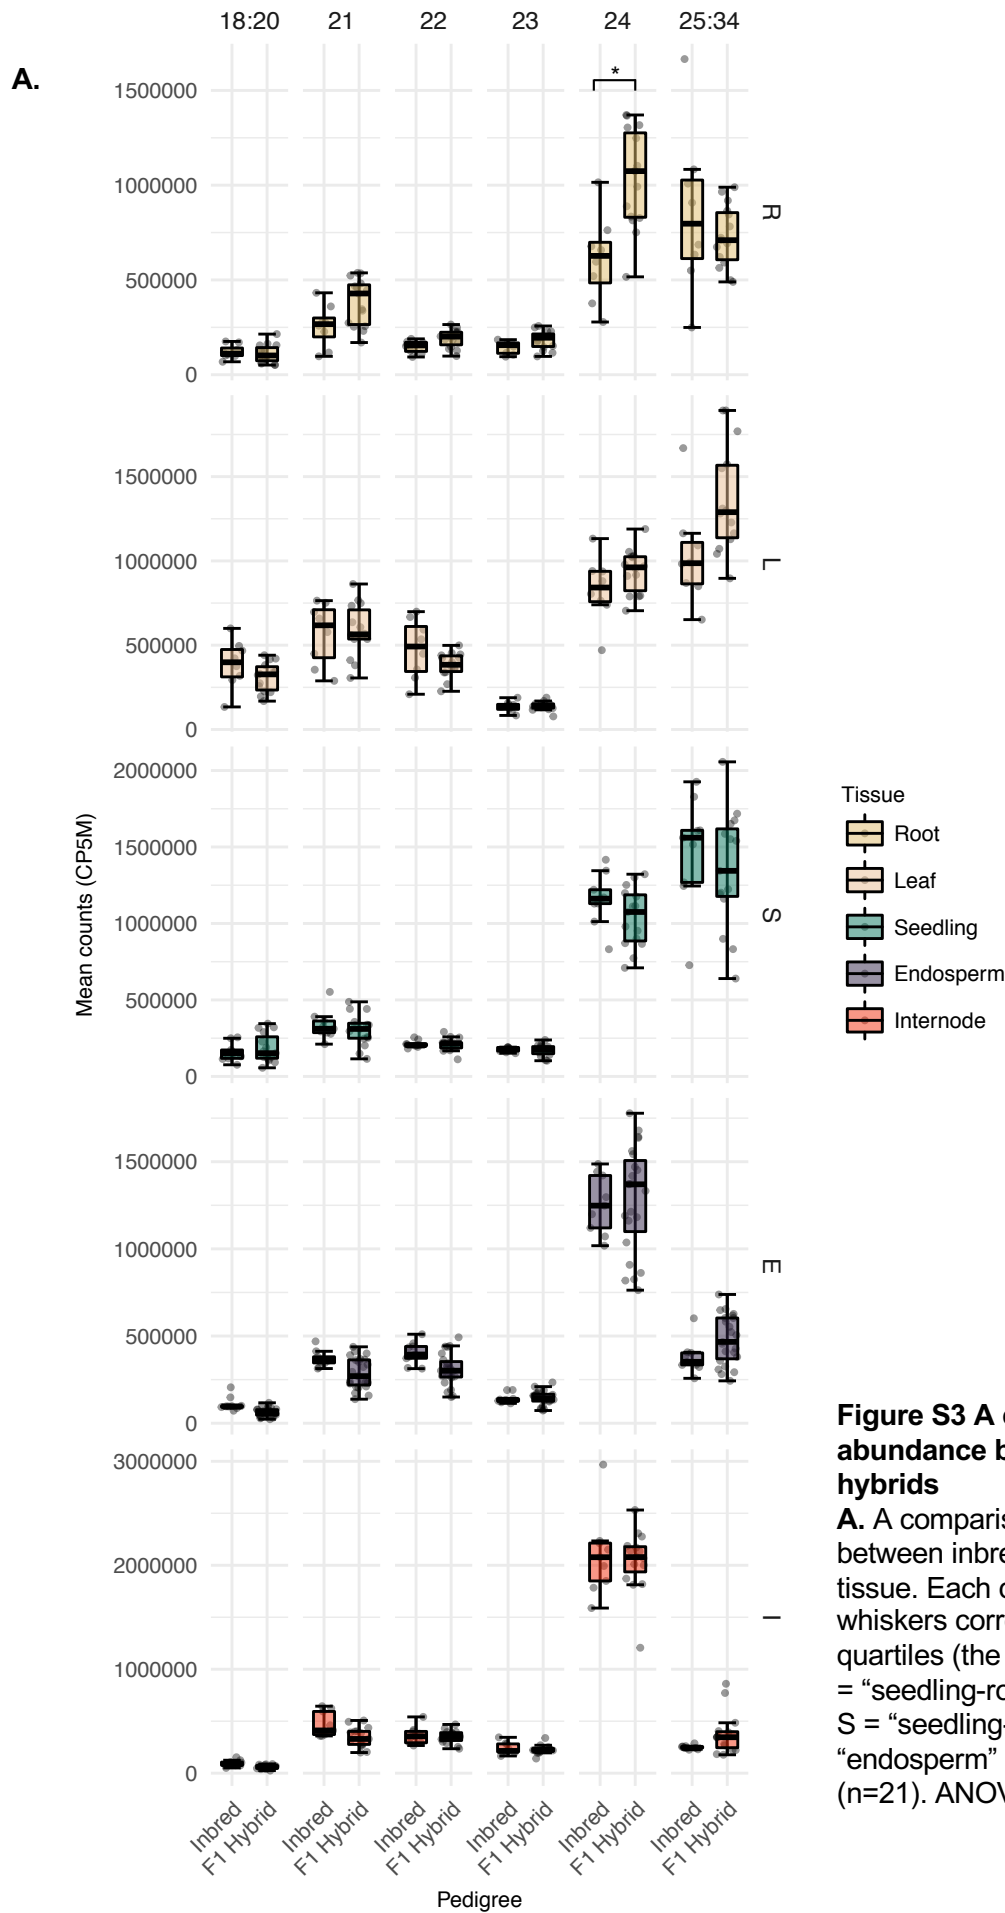 A.
18:20 21 22 23 24 25:34
*
1500000
1000000
500000
0
R
1500000
1000000
500000
0
L
2000000
1500000
1000000
500000
0
S
1500000
1000000
500000
0
E
3000000
2000000
1000000
0
I
Mean counts (CP5M)
Inbred F1 Hybrid Inbred F1 Hybrid Inbred F1 Hybrid Inbred F1 Hybrid Inbred F1 Hybrid Inbred F1 Hybrid
Pedigree
Tissue
Root
Leaf
Seedling
Endosperm
Internode
Figure S3 A
abundance b
hybrids
A. A comparis
between inbre
tissue. Each
whiskers corr
quartiles (the
= “seedling-ro
S = “seedling-
“endosperm”
(n=21). ANOV